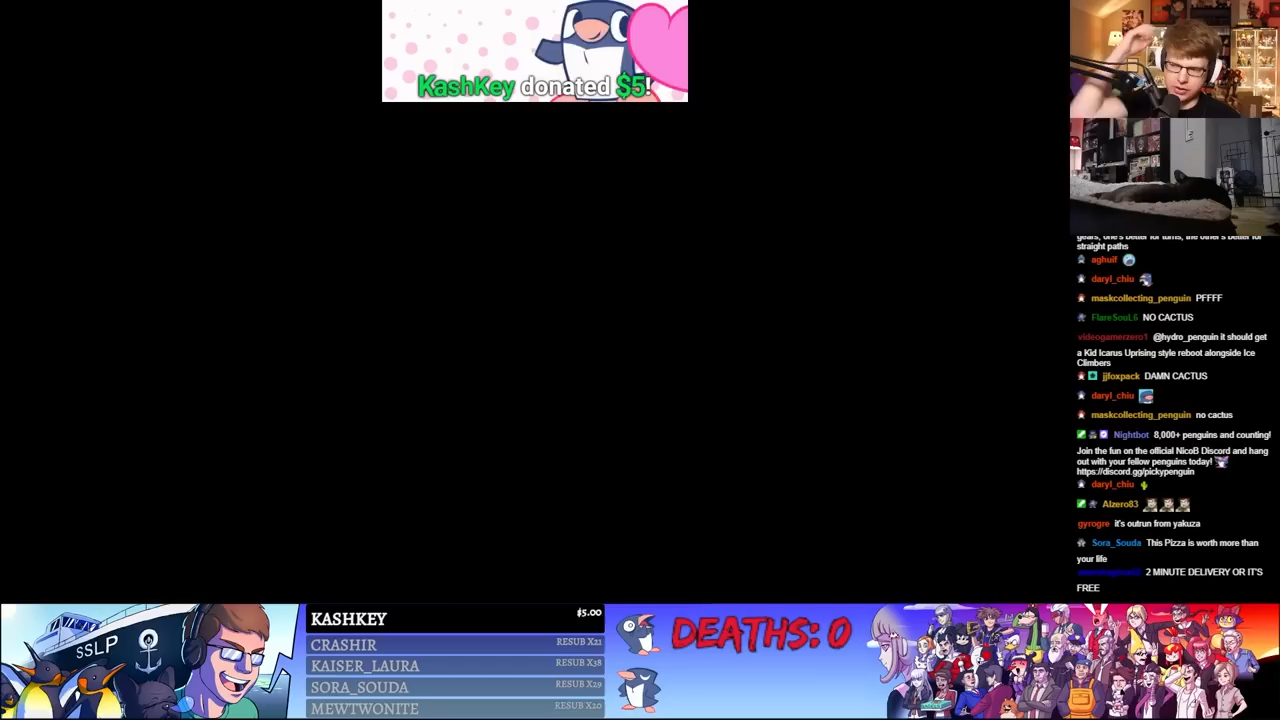 KashKey donated $5!
gears, one's better for turns, the other's better for
straight paths
aghuif
daryl_chiu
maskcollecting_penguin PFFFF
FlareSouL6 NO CACTUS
videogamerzero1 @hydro_penguin it should get
a Kid Icarus Uprising style reboot alongside Ice
Climbers
jjfoxpack DAMN CACTUS
daryl_chiu
maskcollecting_penguin no cactus
Nightbot 8,000+ penguins and counting!
Join the fun on the official NicoB Discord and hang
out with your fellow penguins today!
https://discord.gg/pickypenguin
daryl_chiu
Alzero83
gyrogre it's outrun from yakuza
Sora_Souda This Pizza is worth more than
your life
2 MINUTE DELIVERY OR IT'S
FREE
SSLP
KASHKEY $5.00
CRASHIR RESUB X21
KAISER_LAURA RESUB X38
SORA_SOUDA RESUB X29
MEWTWONITE RESUB X20
DEATHS: 0